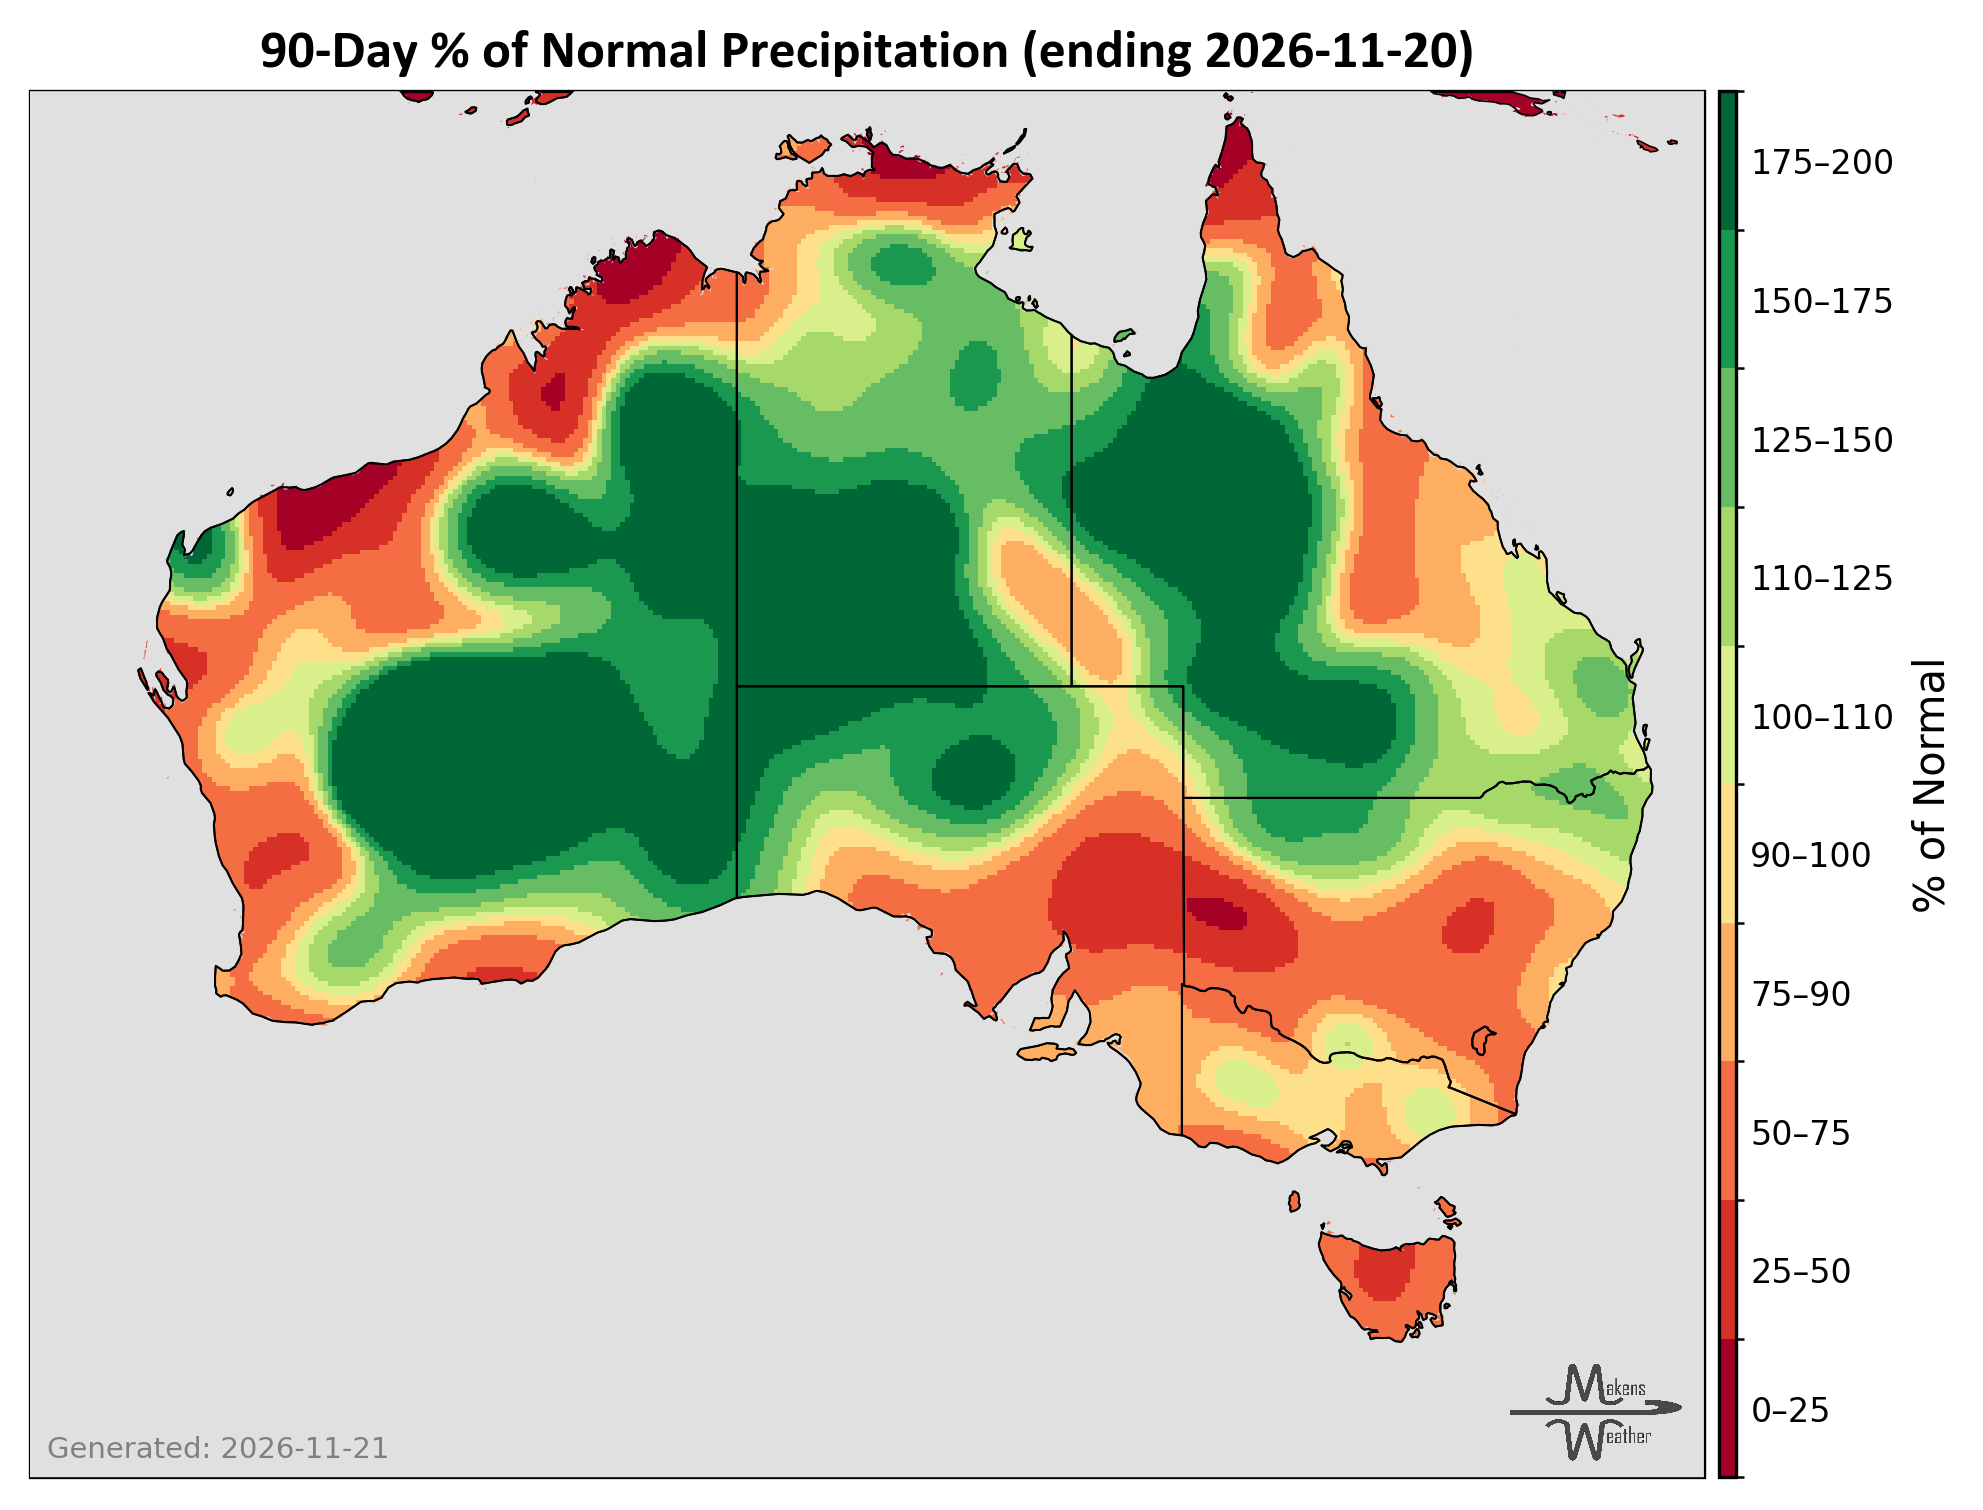 90-Day % of Normal Precipitation (ending 2026-11-20)
175–200
150–175
125–150
110–125
100–110
90–100
75–90
50–75
25–50
0–25
% of Normal
Makens
Weather
Generated: 2026-11-21